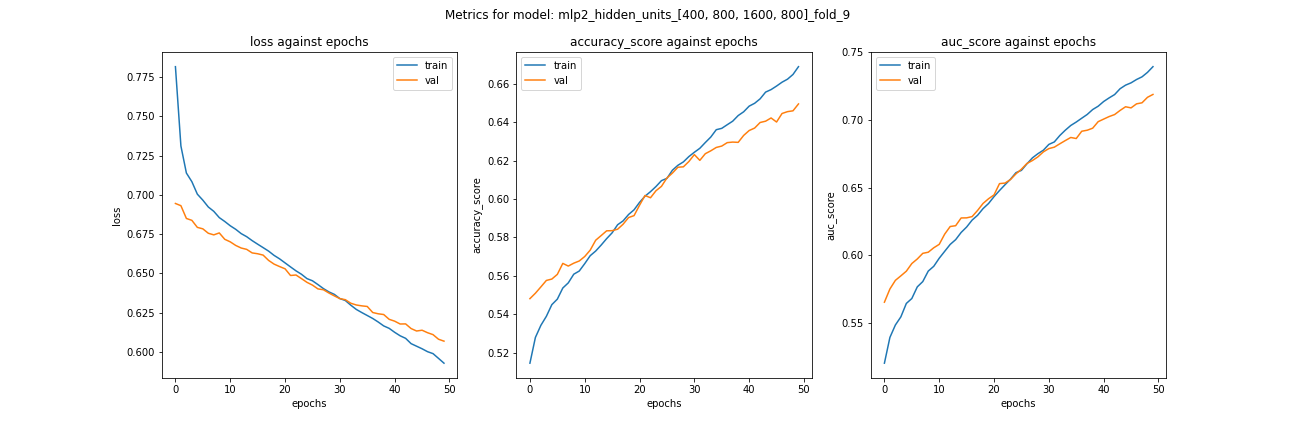 Metrics for model: mlp2_hidden_units_[400, 800, 1600, 800]_fold_9
loss against epochs
train
val
0.775
0.750
0.725
0.700
0.675
0.650
0.625
0.600
loss
0
10
20
30
40
50
epochs
accuracy_score against epochs
train
val
0.66
0.64
0.62
0.60
0.58
0.56
0.54
0.52
accuracy_score
0
10
20
30
40
50
epochs
auc_score against epochs
train
val
0.75
0.70
0.65
0.60
0.55
auc_score
0
10
20
30
40
50
epochs